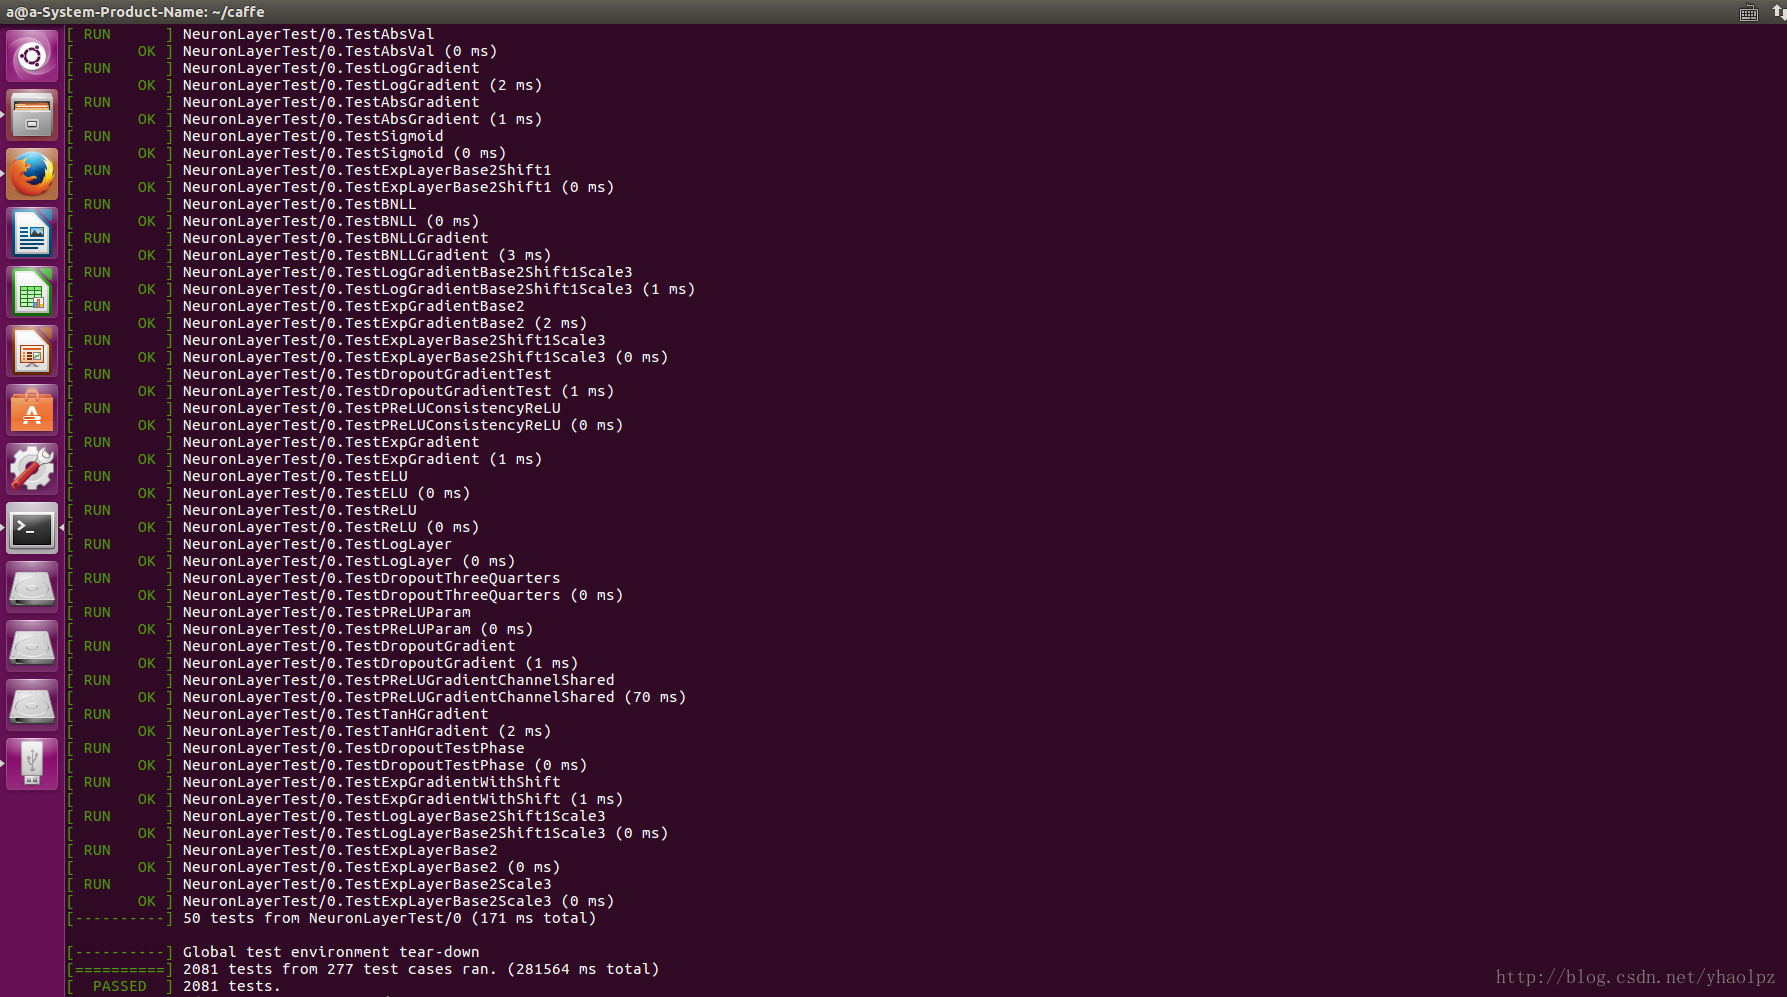 a@a-System-Product-Name: ~/caffe
[ RUN      ] NeuronLayerTest/0.TestAbsVal
[       OK ] NeuronLayerTest/0.TestAbsVal (0 ms)
[ RUN      ] NeuronLayerTest/0.TestLogGradient
[       OK ] NeuronLayerTest/0.TestLogGradient (2 ms)
[ RUN      ] NeuronLayerTest/0.TestAbsGradient
[       OK ] NeuronLayerTest/0.TestAbsGradient (1 ms)
[ RUN      ] NeuronLayerTest/0.TestSigmoid
[       OK ] NeuronLayerTest/0.TestSigmoid (0 ms)
[ RUN      ] NeuronLayerTest/0.TestExpLayerBase2Shift1
[       OK ] NeuronLayerTest/0.TestExpLayerBase2Shift1 (0 ms)
[ RUN      ] NeuronLayerTest/0.TestBNLL
[       OK ] NeuronLayerTest/0.TestBNLL (0 ms)
[ RUN      ] NeuronLayerTest/0.TestBNLLGradient
[       OK ] NeuronLayerTest/0.TestBNLLGradient (3 ms)
[ RUN      ] NeuronLayerTest/0.TestLogGradientBase2Shift1Scale3
[       OK ] NeuronLayerTest/0.TestLogGradientBase2Shift1Scale3 (1 ms)
[ RUN      ] NeuronLayerTest/0.TestExpGradientBase2
[       OK ] NeuronLayerTest/0.TestExpGradientBase2 (2 ms)
[ RUN      ] NeuronLayerTest/0.TestExpLayerBase2Shift1Scale3
[       OK ] NeuronLayerTest/0.TestExpLayerBase2Shift1Scale3 (0 ms)
[ RUN      ] NeuronLayerTest/0.TestDropoutGradientTest
[       OK ] NeuronLayerTest/0.TestDropoutGradientTest (1 ms)
[ RUN      ] NeuronLayerTest/0.TestPReLUConsistencyReLU
[       OK ] NeuronLayerTest/0.TestPReLUConsistencyReLU (0 ms)
[ RUN      ] NeuronLayerTest/0.TestExpGradient
[       OK ] NeuronLayerTest/0.TestExpGradient (1 ms)
[ RUN      ] NeuronLayerTest/0.TestELU
[       OK ] NeuronLayerTest/0.TestELU (0 ms)
[ RUN      ] NeuronLayerTest/0.TestReLU
[       OK ] NeuronLayerTest/0.TestReLU (0 ms)
[ RUN      ] NeuronLayerTest/0.TestLogLayer
[       OK ] NeuronLayerTest/0.TestLogLayer (0 ms)
[ RUN      ] NeuronLayerTest/0.TestDropoutThreeQuarters
[       OK ] NeuronLayerTest/0.TestDropoutThreeQuarters (0 ms)
[ RUN      ] NeuronLayerTest/0.TestPReLUParam
[       OK ] NeuronLayerTest/0.TestPReLUParam (0 ms)
[ RUN      ] NeuronLayerTest/0.TestDropoutGradient
[       OK ] NeuronLayerTest/0.TestDropoutGradient (1 ms)
[ RUN      ] NeuronLayerTest/0.TestPReLUGradientChannelShared
[       OK ] NeuronLayerTest/0.TestPReLUGradientChannelShared (70 ms)
[ RUN      ] NeuronLayerTest/0.TestTanHGradient
[       OK ] NeuronLayerTest/0.TestTanHGradient (2 ms)
[ RUN      ] NeuronLayerTest/0.TestDropoutTestPhase
[       OK ] NeuronLayerTest/0.TestDropoutTestPhase (0 ms)
[ RUN      ] NeuronLayerTest/0.TestExpGradientWithShift
[       OK ] NeuronLayerTest/0.TestExpGradientWithShift (1 ms)
[ RUN      ] NeuronLayerTest/0.TestLogLayerBase2Shift1Scale3
[       OK ] NeuronLayerTest/0.TestLogLayerBase2Shift1Scale3 (0 ms)
[ RUN      ] NeuronLayerTest/0.TestExpLayerBase2
[       OK ] NeuronLayerTest/0.TestExpLayerBase2 (0 ms)
[ RUN      ] NeuronLayerTest/0.TestExpLayerBase2Scale3
[       OK ] NeuronLayerTest/0.TestExpLayerBase2Scale3 (0 ms)
[----------] 50 tests from NeuronLayerTest/0 (171 ms total)
[----------] Global test environment tear-down
[==========] 2081 tests from 277 test cases ran. (281564 ms total)
[  PASSED  ] 2081 tests.
http://blog.csdn.net/yhaolpz